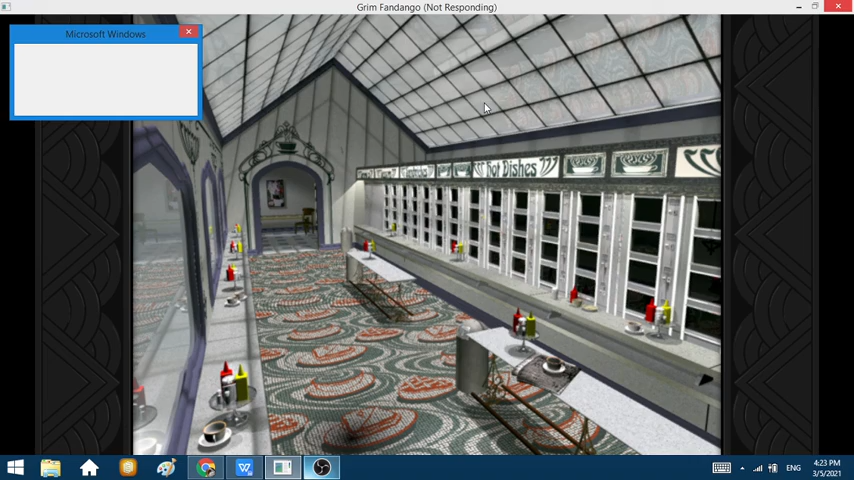 Grim Fandango (Not Responding)
Microsoft Windows
Hot Dishes
ENG
4:23 PM
3/5/2021